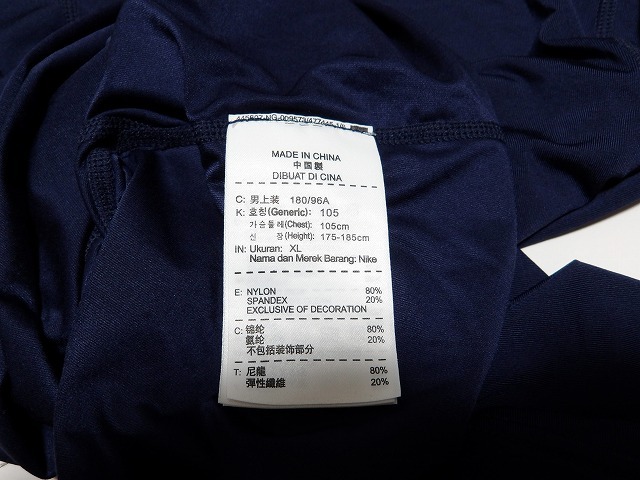 MADE IN CHINA
中国製
DIBUAT DI CINA
C: 男上装 180/96A
K: 호칭(Generic): 105
가슴둘레(Chest): 105cm
신 장(Height): 175-185cm
IN: Ukuran: XL
Nama dan Merek Barang: Nike
E: NYLON 80%
SPANDEX 20%
EXCLUSIVE OF DECORATION
C: 锦纶 80%
氨纶 20%
不包括装饰部分
T: 尼龍 80%
彈性纖維 20%